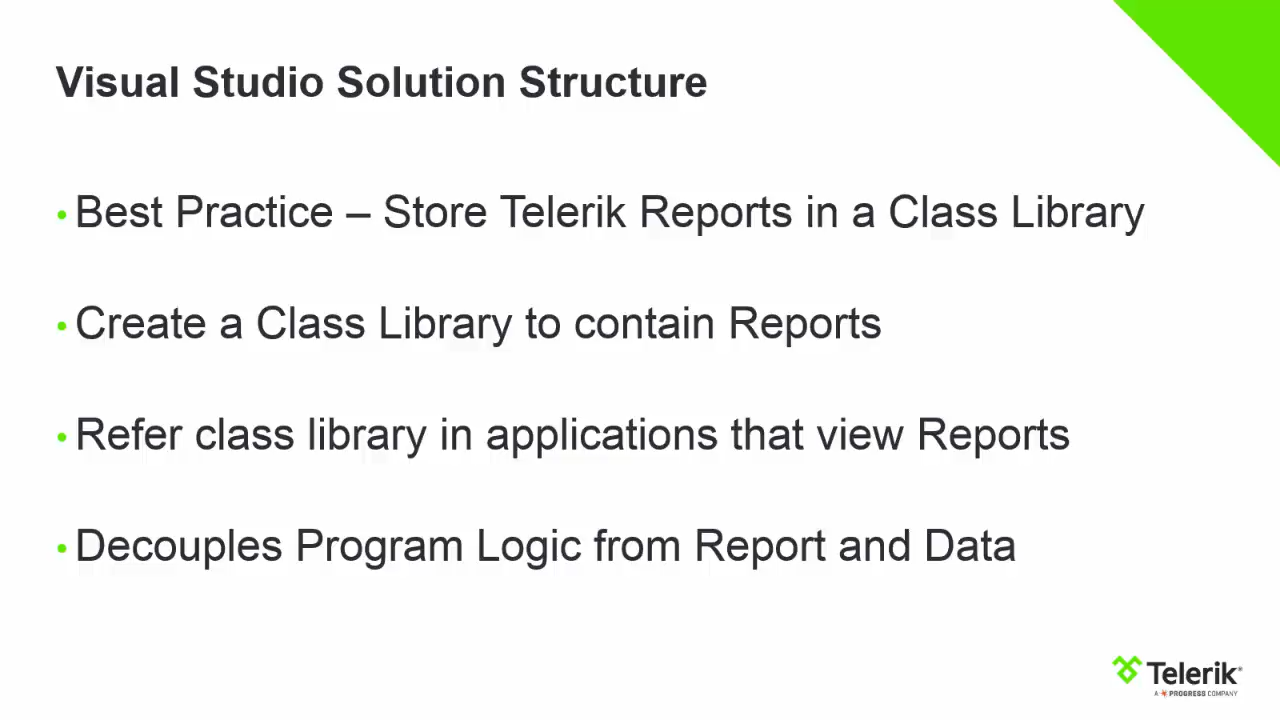 Visual Studio Solution Structure
• Best Practice – Store Telerik Reports in a Class Library
• Create a Class Library to contain Reports
• Refer class library in applications that view Reports
• Decouples Program Logic from Report and Data
Telerik®
A PROGRESS COMPANY